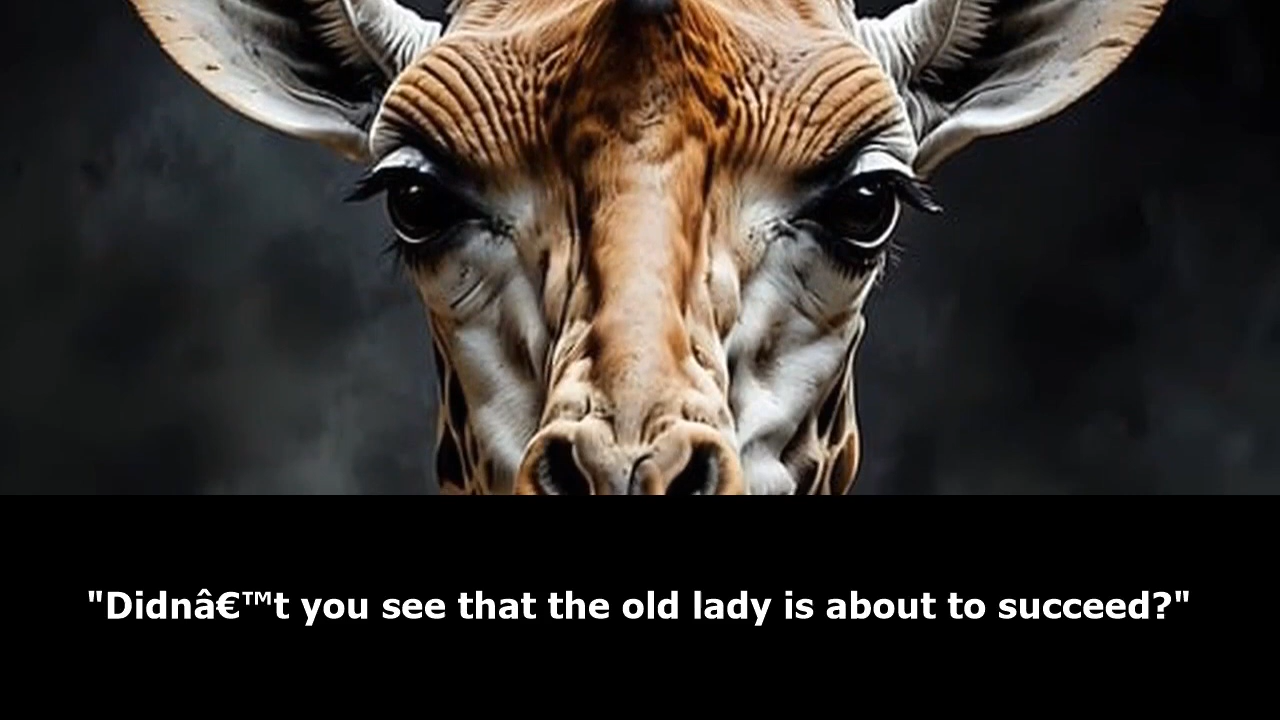 "Didnâ€™t you see that the old lady is about to succeed?"